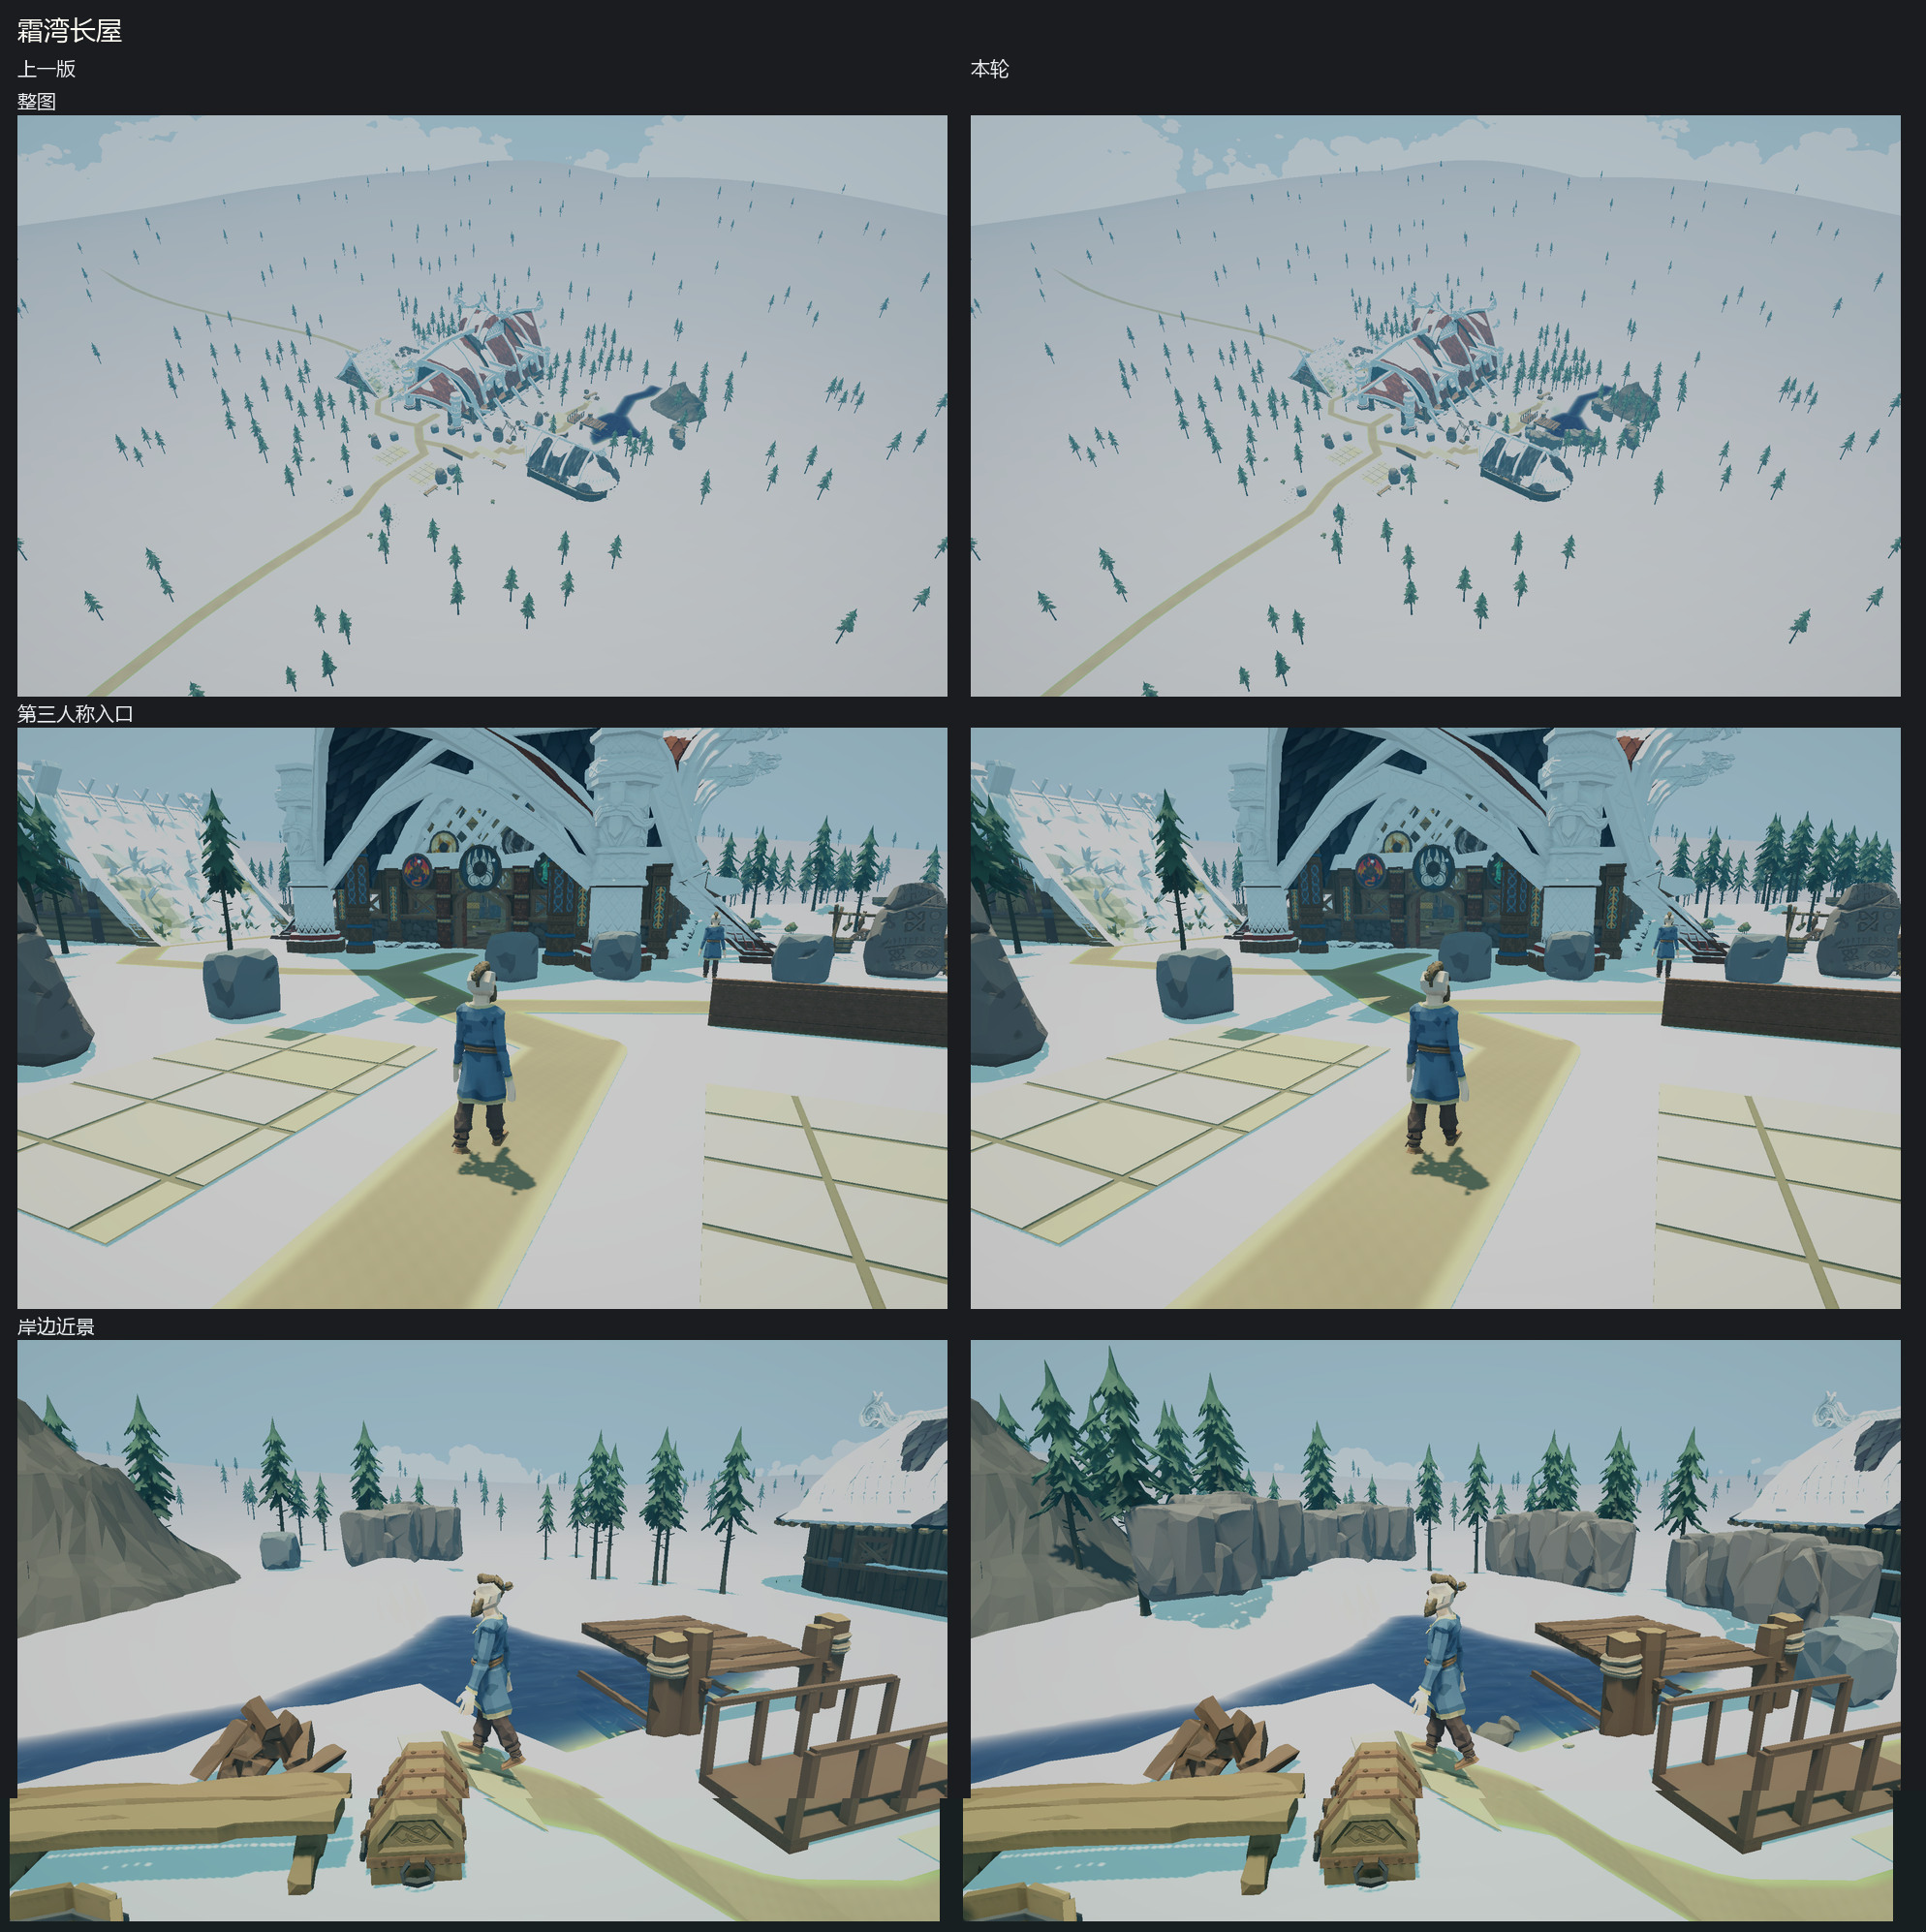 霜湾长屋
上一版
本轮
整图
第三人称入口
岸边近景